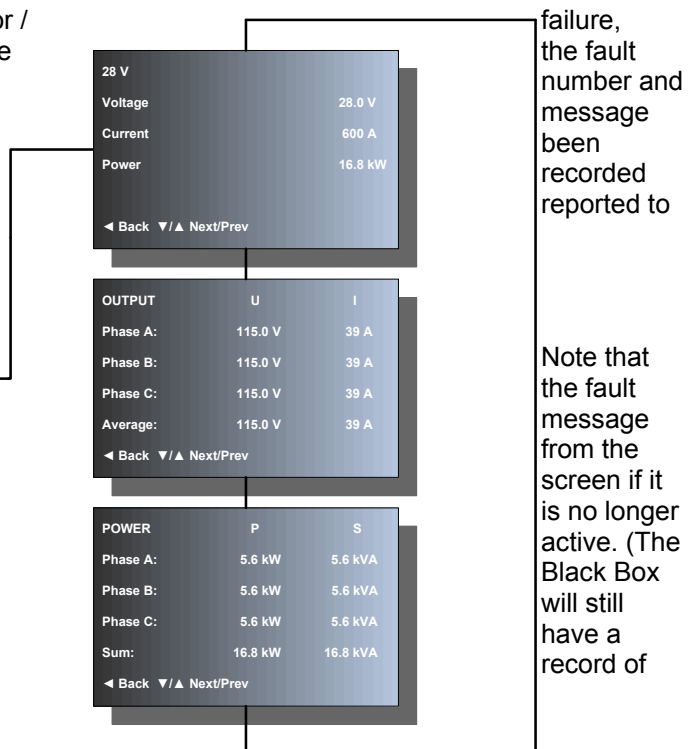 or /
e
28 V
Voltage 28.0 V
Current 600 A
Power 16.8 kW
◄ Back ▼/▲ Next/Prev
OUTPUT U I
Phase A: 115.0 V 39 A
Phase B: 115.0 V 39 A
Phase C: 115.0 V 39 A
Average: 115.0 V 39 A
◄ Back ▼/▲ Next/Prev
POWER P S
Phase A: 5.6 kW 5.6 kVA
Phase B: 5.6 kW 5.6 kVA
Phase C: 5.6 kW 5.6 kVA
Sum: 16.8 kW 16.8 kVA
◄ Back ▼/▲ Next/Prev
failure,
the fault
number and
message
been
recorded
reported to
Note that
the fault
message
from the
screen if it
is no longer
active. (The
Black Box
will still
have a
record of